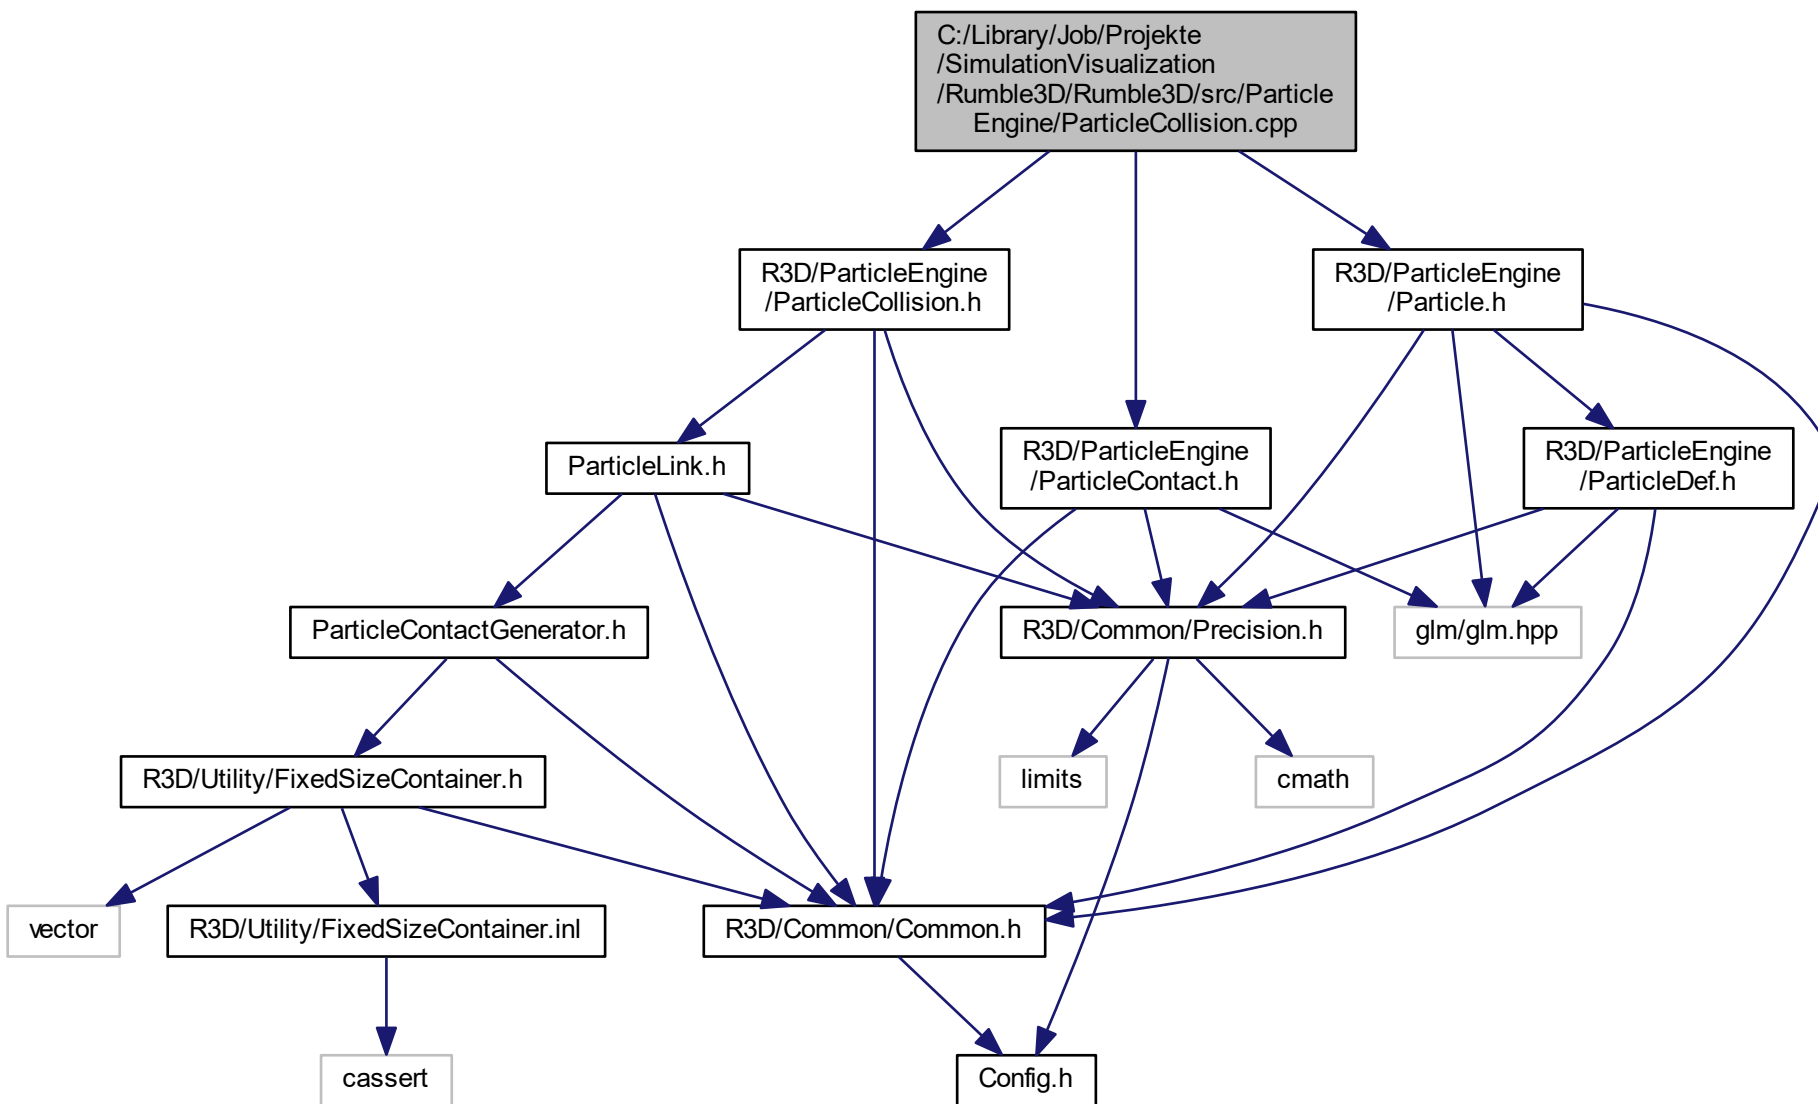 C:/Library/Job/Projekte
/SimulationVisualization
/Rumble3D/Rumble3D/src/Particle
Engine/ParticleCollision.cpp
R3D/ParticleEngine
/ParticleCollision.h
R3D/ParticleEngine
/Particle.h
ParticleLink.h
R3D/ParticleEngine
/ParticleContact.h
R3D/ParticleEngine
/ParticleDef.h
ParticleContactGenerator.h
R3D/Common/Precision.h
glm/glm.hpp
R3D/Utility/FixedSizeContainer.h
limits
cmath
vector
R3D/Utility/FixedSizeContainer.inl
R3D/Common/Common.h
cassert
Config.h